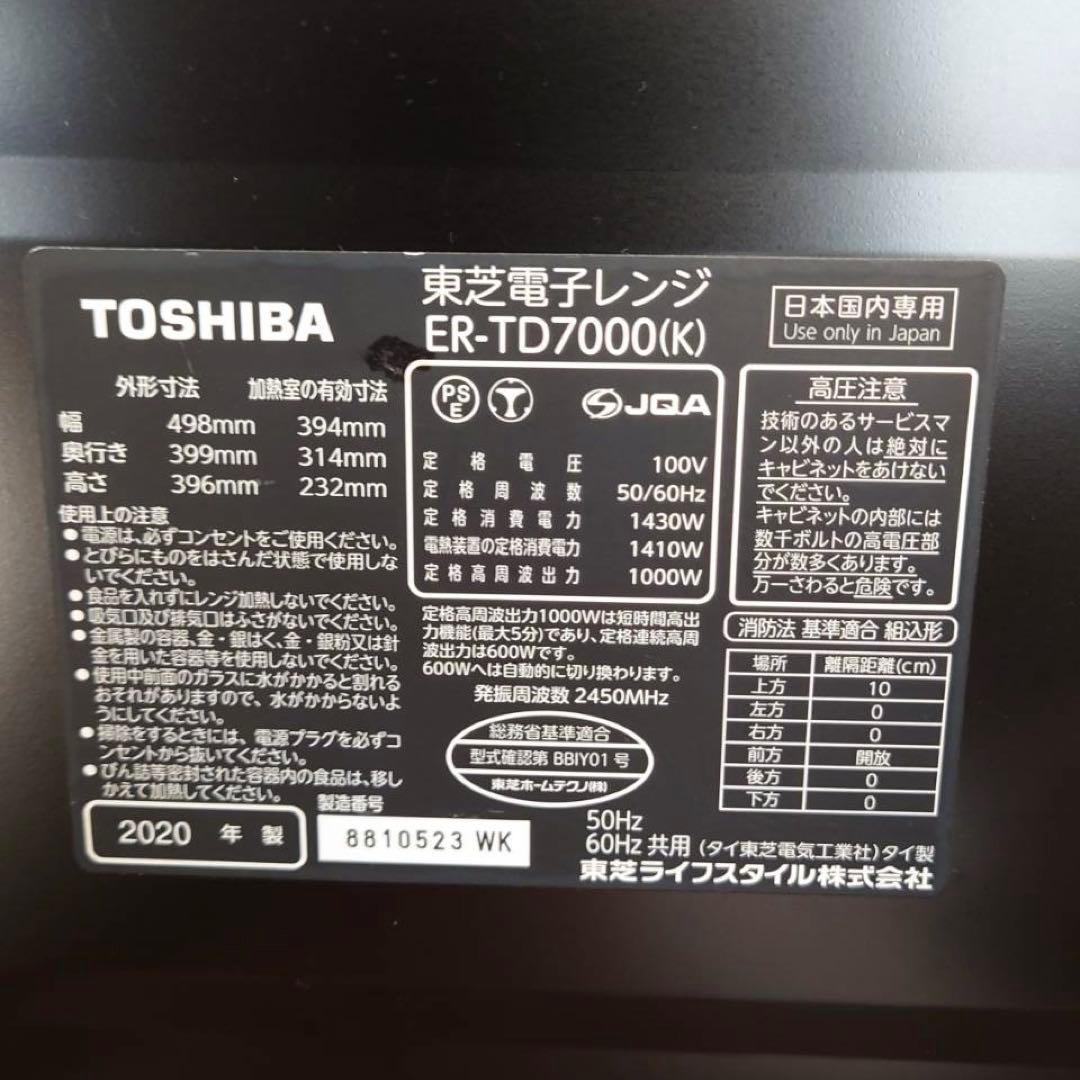 TOSHIBA
東芝電子レンジ
ER-TD7000(K)
日本国内専用
Use only in Japan
外形寸法 加熱室の有効寸法
幅 498mm 394mm
奥行き 399mm 314mm
高さ 396mm 232mm
使用上の注意
●電源は、必ずコンセントをご使用ください。
●とびらにものをはさんだ状態で使用しな
いでください。
●食品を入れずにレンジ加熱しないでください。
●吸気口及び排気口はふさがないでください。
●金属製の容器、金・銀はく、金・銀粉又は針
金を用いた容器等を使用しないでください。
●使用中前面のガラスに水がかかると割れる
おそれがありますので、水がかからないよ
うにしてください。
●掃除をするときには、電源プラグを必ずコ
ンセントから抜いてください。
●びん詰等密封された容器内の食品は、移し
かえて加熱してください。
2020 年 製
製造番号
8810523 WK
PS
E
JQA
定格電圧 100V
定格周波数 50/60Hz
定格消費電力 1430W
電熱装置の定格消費電力 1410W
定格高周波出力 1000W
定格高周波出力1000Wは短時間高出
力機能(最大5分)であり、定格連続高周
波出力は600Wです。
600Wへは自動的に切り換わります。
発振周波数 2450MHz
総務省基準適合
型式確認第 BBIY01 号
東芝ホームテクノ(株)
高圧注意
技術のあるサービスマ
ン以外の人は絶対に
キャビネットをあけない
でください。
キャビネットの内部には
数千ボルトの高電圧部
分が数多くあります。
万一さわると危険です。
消防法 基準適合 組込形
場所 離隔距離(cm)
上方 10
左方 0
右方 0
前方 開放
後方 0
下方 0
50Hz
60Hz 共用 (タイ東芝電気工業社)タイ製
東芝ライフスタイル株式会社